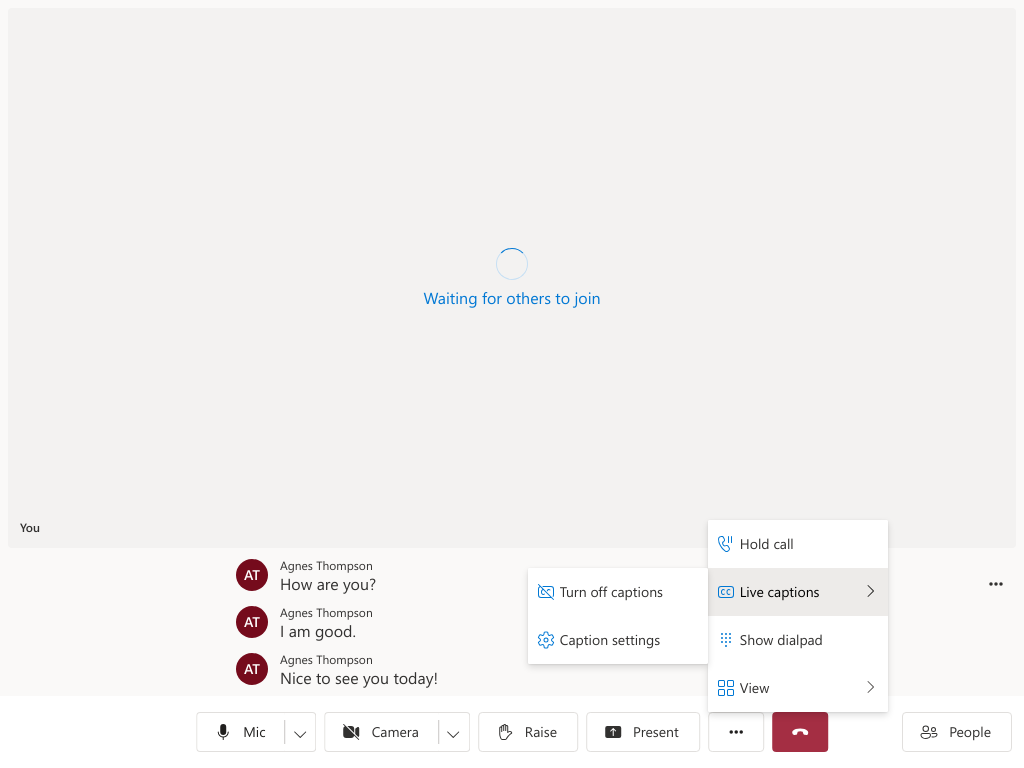 Waiting for others to join
You
AT
Agnes Thompson
How are you?
AT
Agnes Thompson
I am good.
AT
Agnes Thompson
Nice to see you today!
Turn off captions
Caption settings
Hold call
CC Live captions
Show dialpad
View
Mic
Camera
Raise
Present
People